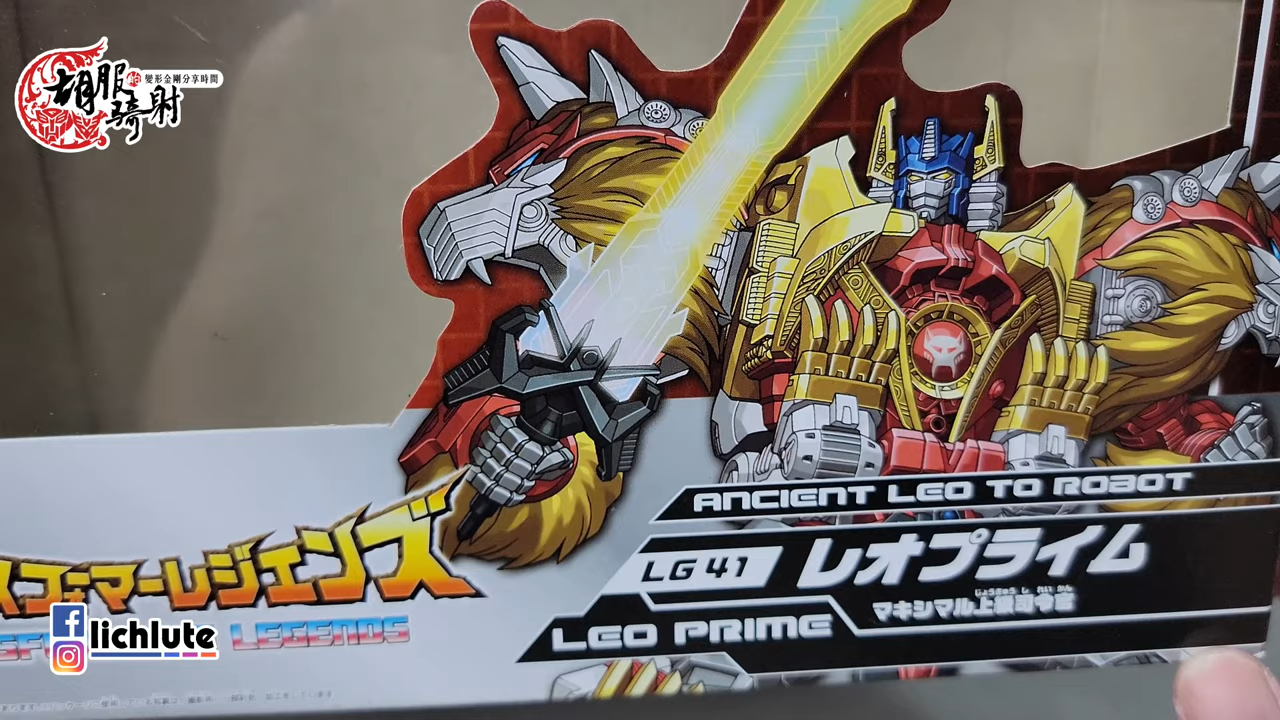 胡服騎射
柏 變形金剛分享時間
ANCIENT LEO TO ROBOT
LG41 レオプライム
マキシマル上級司令官
LEO PRIME
スフォーマーレジェンズ
LEGENDS
lichlute